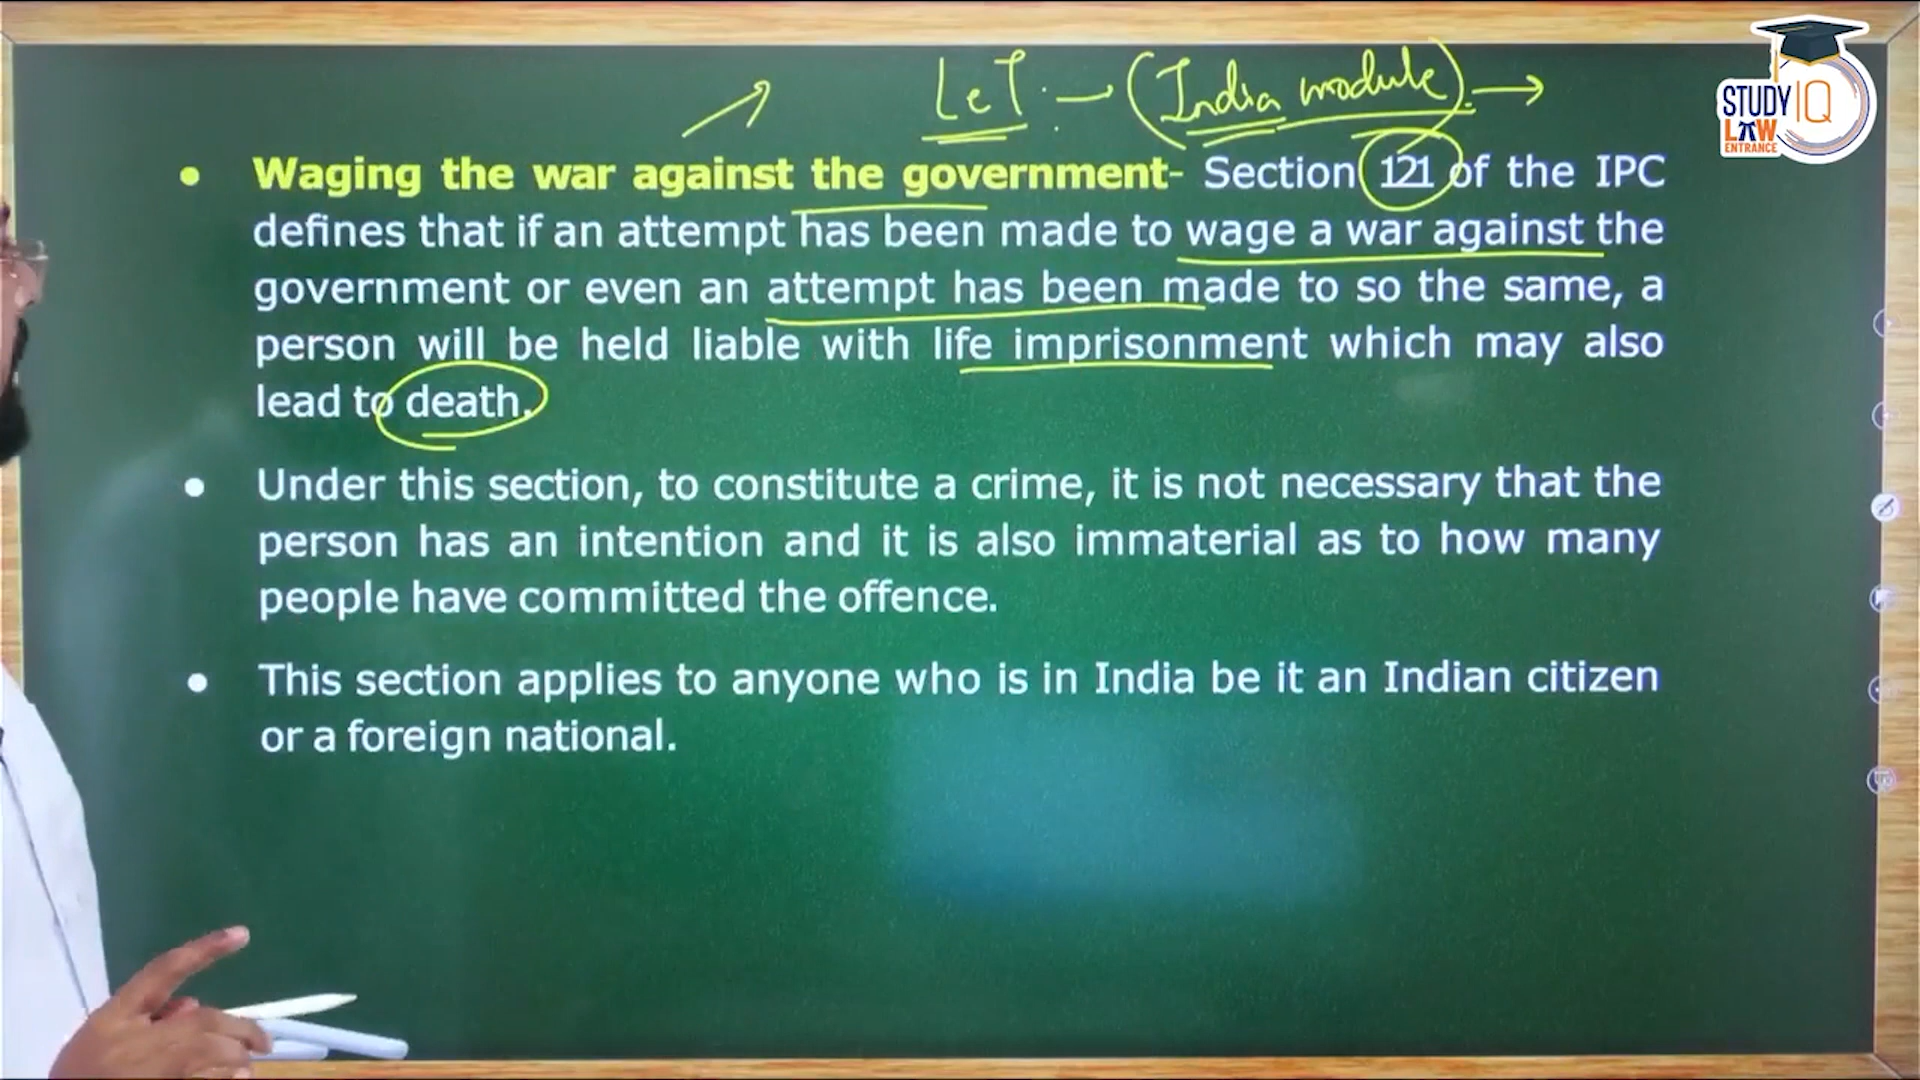 LeT - (India module) →
STUDY IQ
LAW
ENTRANCE
• Waging the war against the government- Section 121 of the IPC
defines that if an attempt has been made to wage a war against the
government or even an attempt has been made to so the same, a
person will be held liable with life imprisonment which may also
lead to death.
• Under this section, to constitute a crime, it is not necessary that the
person has an intention and it is also immaterial as to how many
people have committed the offence.
• This section applies to anyone who is in India be it an Indian citizen
or a foreign national.